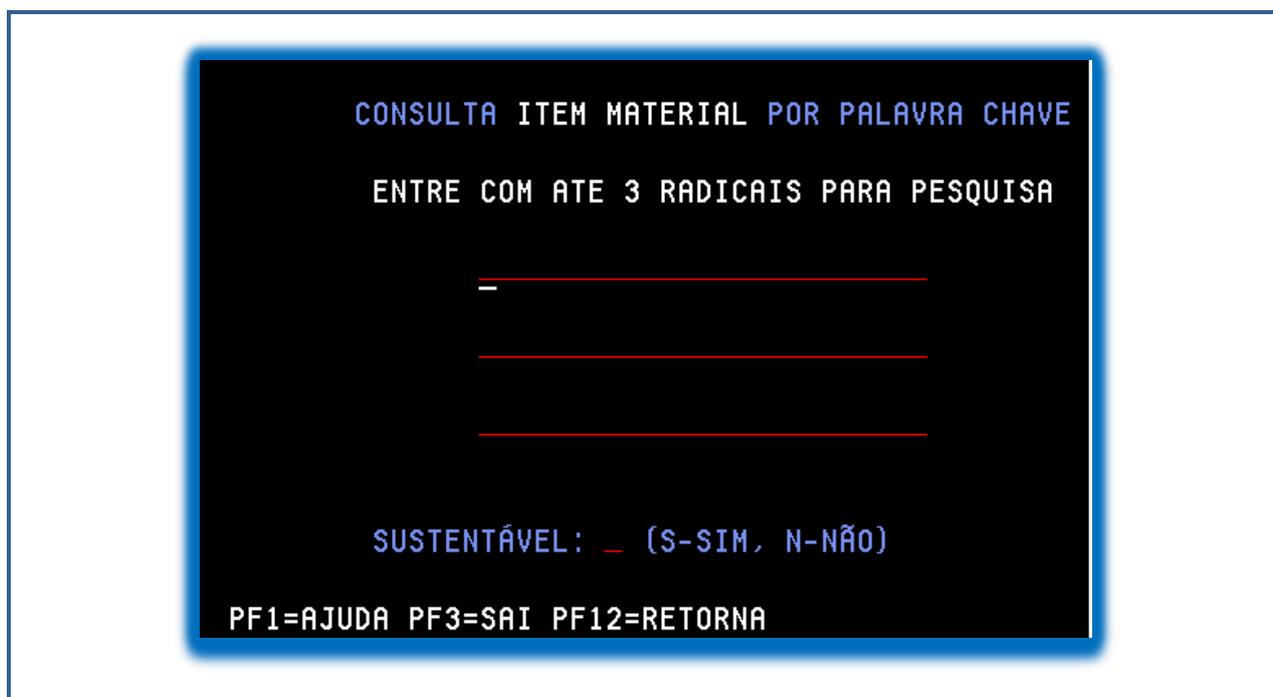 CONSULTA ITEM MATERIAL POR PALAVRA CHAVE
ENTRE COM ATE 3 RADICAIS PARA PESQUISA
SUSTENTÁVEL: _ (S-SIM, N-NÃO)
PF1=AJUDA PF3=SAI PF12=RETORNA